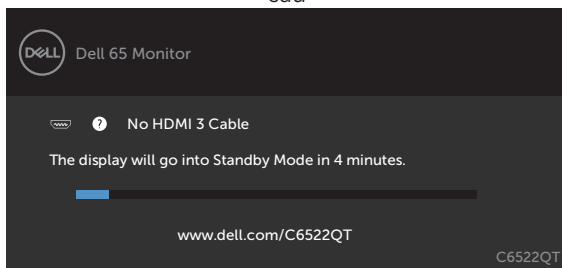 DELL Dell 65 Monitor
? No HDMI 3 Cable
The display will go into Standby Mode in 4 minutes.
www.dell.com/C6522QT
C6522QT